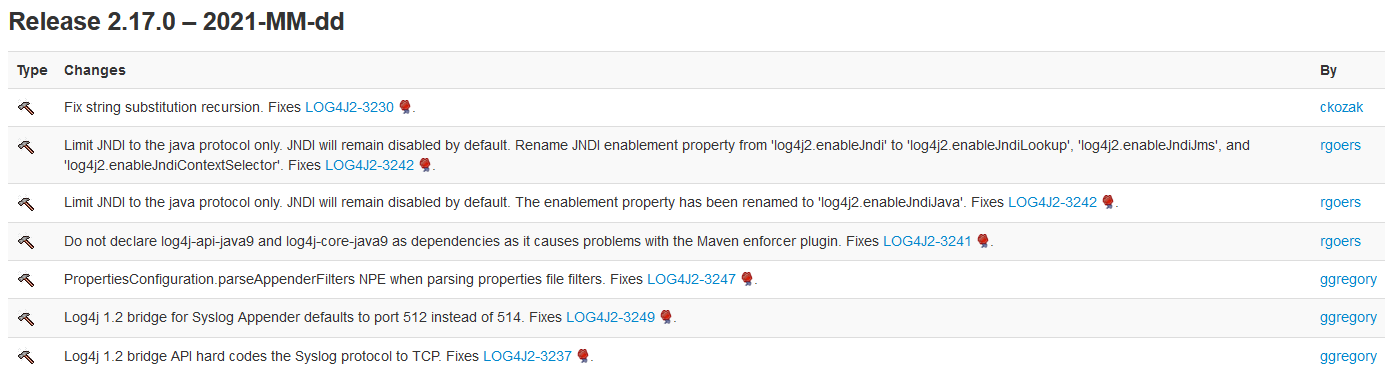 Release 2.17.0 – 2021-MM-dd
Type Changes By
Fix string substitution recursion. Fixes LOG4J2-3230 . ckozak
Limit JNDI to the java protocol only. JNDI will remain disabled by default. Rename JNDI enablement property from 'log4j2.enableJndi' to 'log4j2.enableJndiLookup', 'log4j2.enableJndiJms', and rgoers
'log4j2.enableJndiContextSelector'. Fixes LOG4J2-3242 .
Limit JNDI to the java protocol only. JNDI will remain disabled by default. The enablement property has been renamed to 'log4j2.enableJndiJava'. Fixes LOG4J2-3242 . rgoers
Do not declare log4j-api-java9 and log4j-core-java9 as dependencies as it causes problems with the Maven enforcer plugin. Fixes LOG4J2-3241 . rgoers
PropertiesConfiguration.parseAppenderFilters NPE when parsing properties file filters. Fixes LOG4J2-3247 . ggregory
Log4j 1.2 bridge for Syslog Appender defaults to port 512 instead of 514. Fixes LOG4J2-3249 . ggregory
Log4j 1.2 bridge API hard codes the Syslog protocol to TCP. Fixes LOG4J2-3237 . ggregory